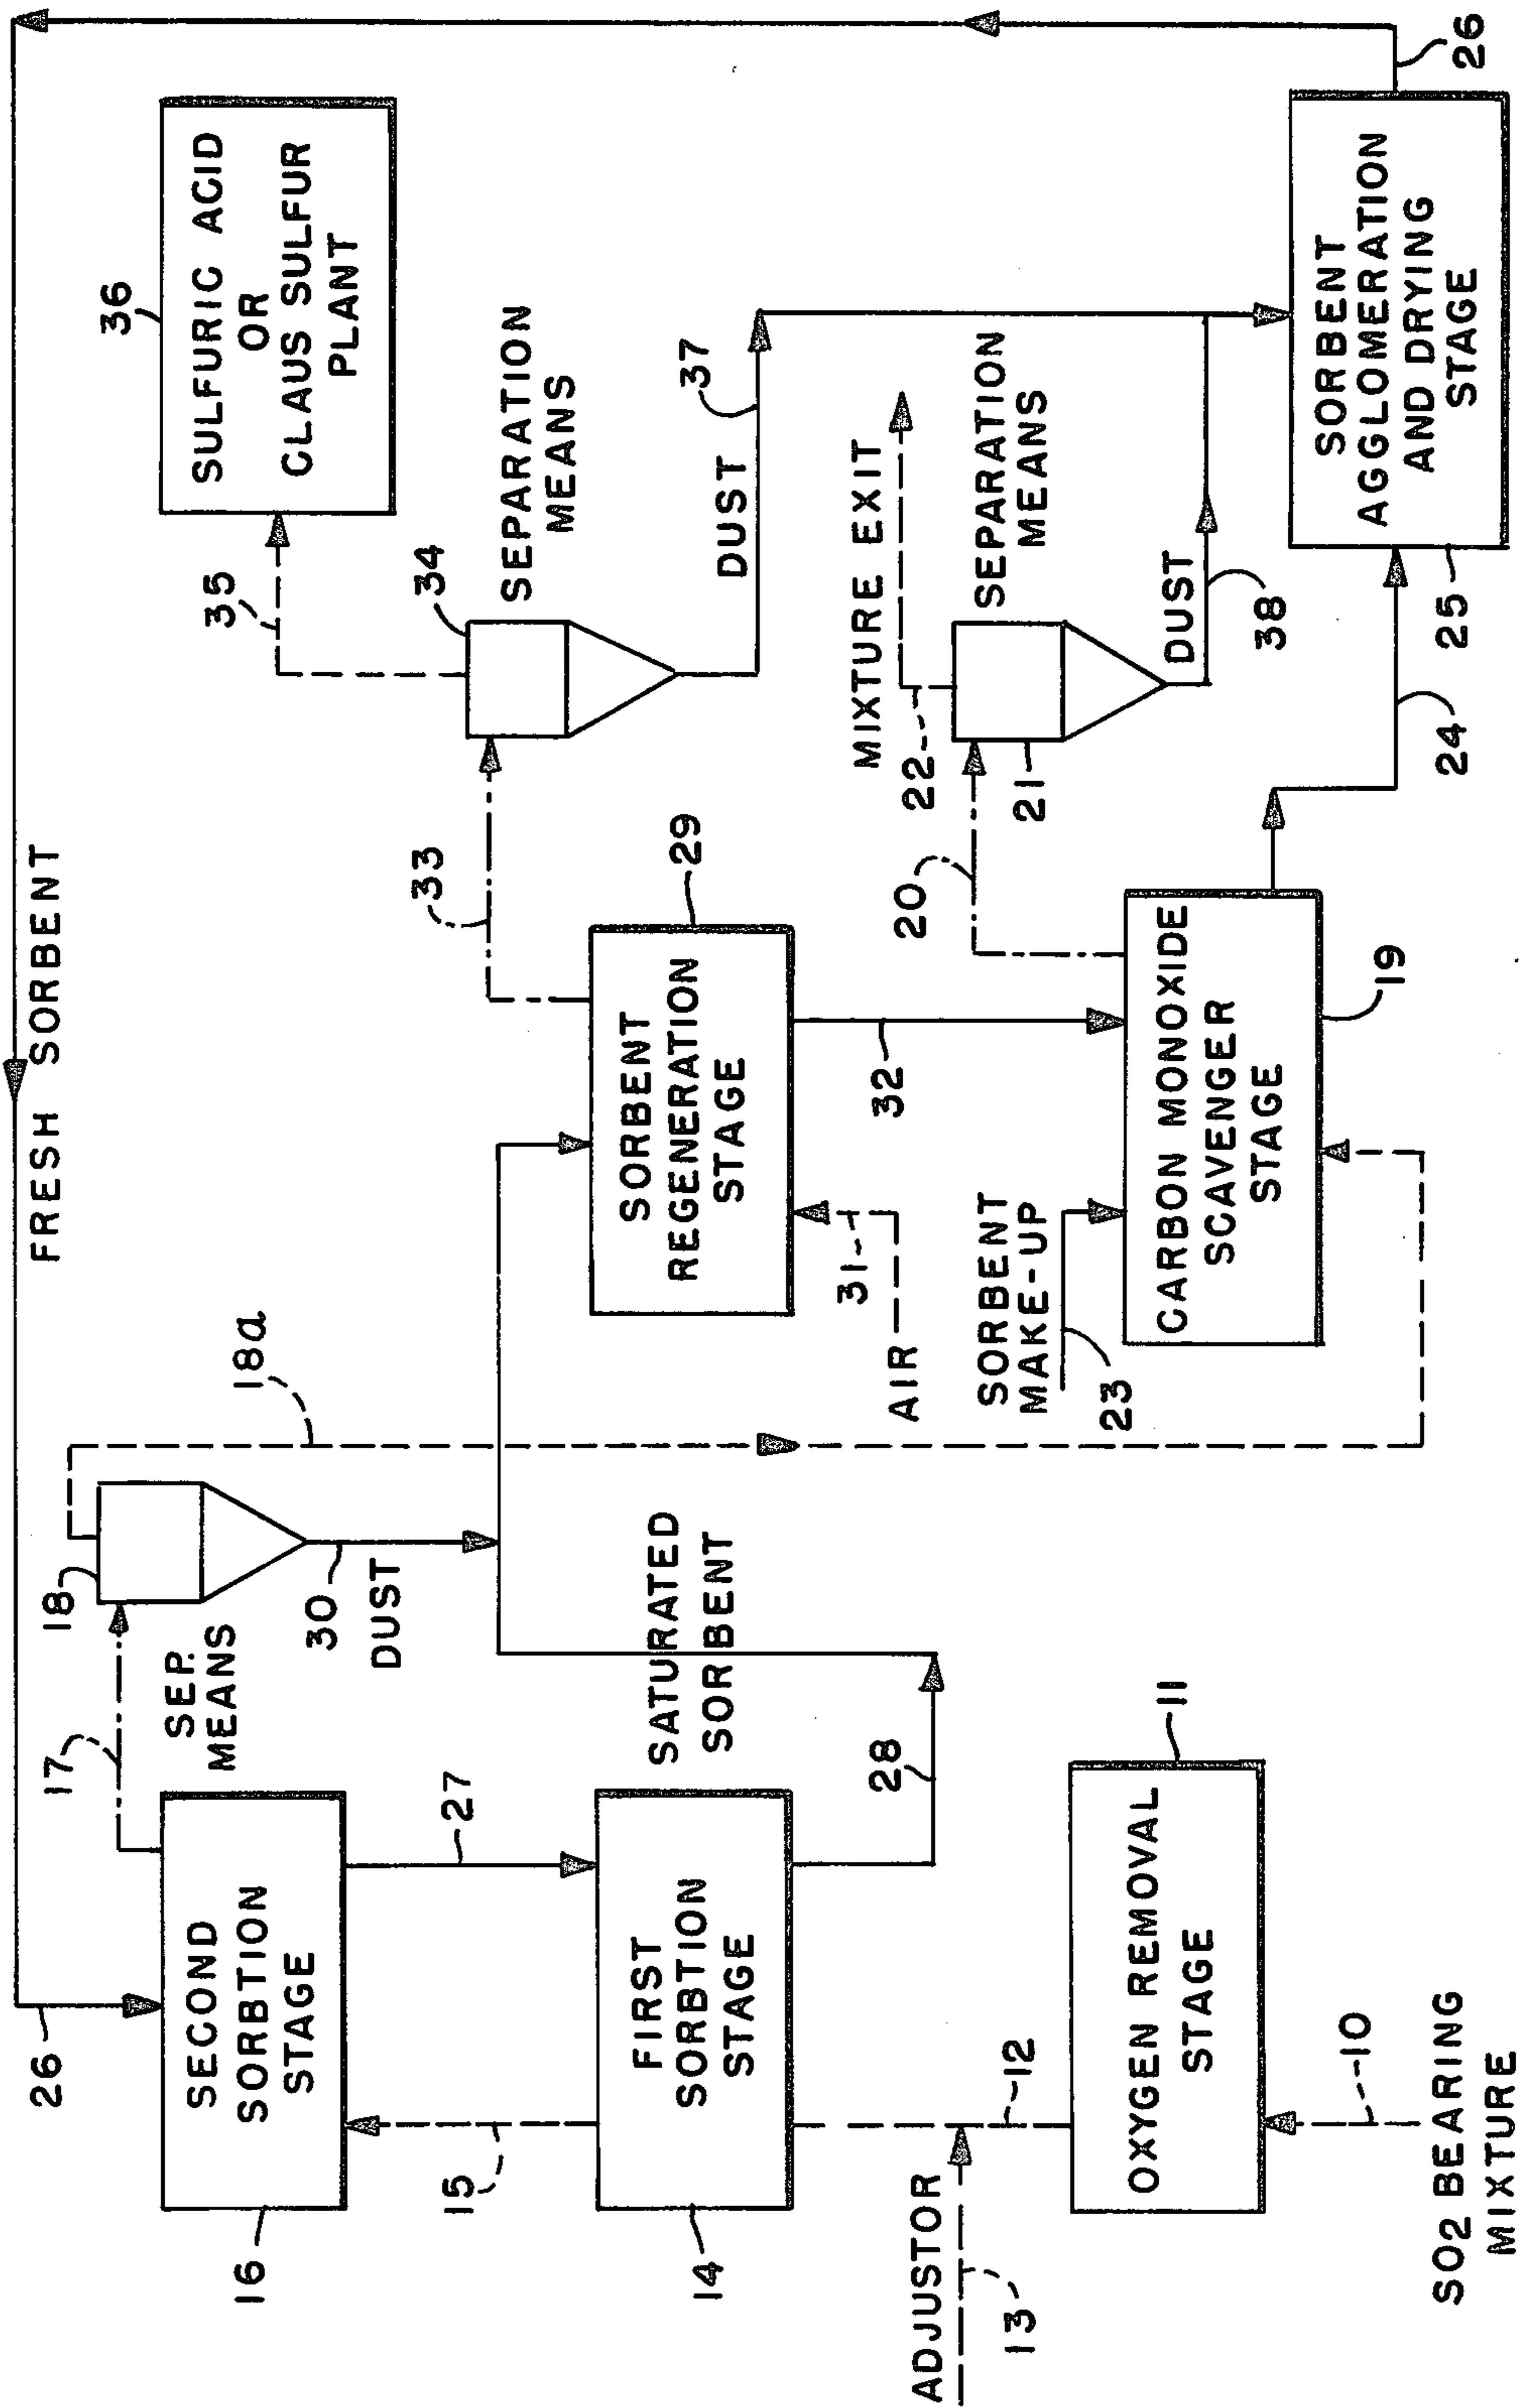 FRESH SORBENT
26
SECOND
SORBTION
STAGE
16
17
SEP.
MEANS
18
18a
30
DUST
27
15
FIRST
SORBTION
STAGE
14
SATURATED
SORBENT
28
ADJUSTOR
13
12
OXYGEN REMOVAL
STAGE
11
10
SO2 BEARING
MIXTURE
SORBENT
REGENERATION
STAGE
29
AIR
31
32
33
34
SEPARATION
MEANS
35
36
SULFURIC ACID
OR
CLAUS SULFUR
PLANT
DUST
37
SORBENT
MAKE-UP
23
CARBON MONOXIDE
SCAVENGER
STAGE
19
20
21
22
MIXTURE EXIT
SEPARATION
MEANS
DUST
38
24
25
SORBENT
AGGLOMERATION
AND DRYING
STAGE
26